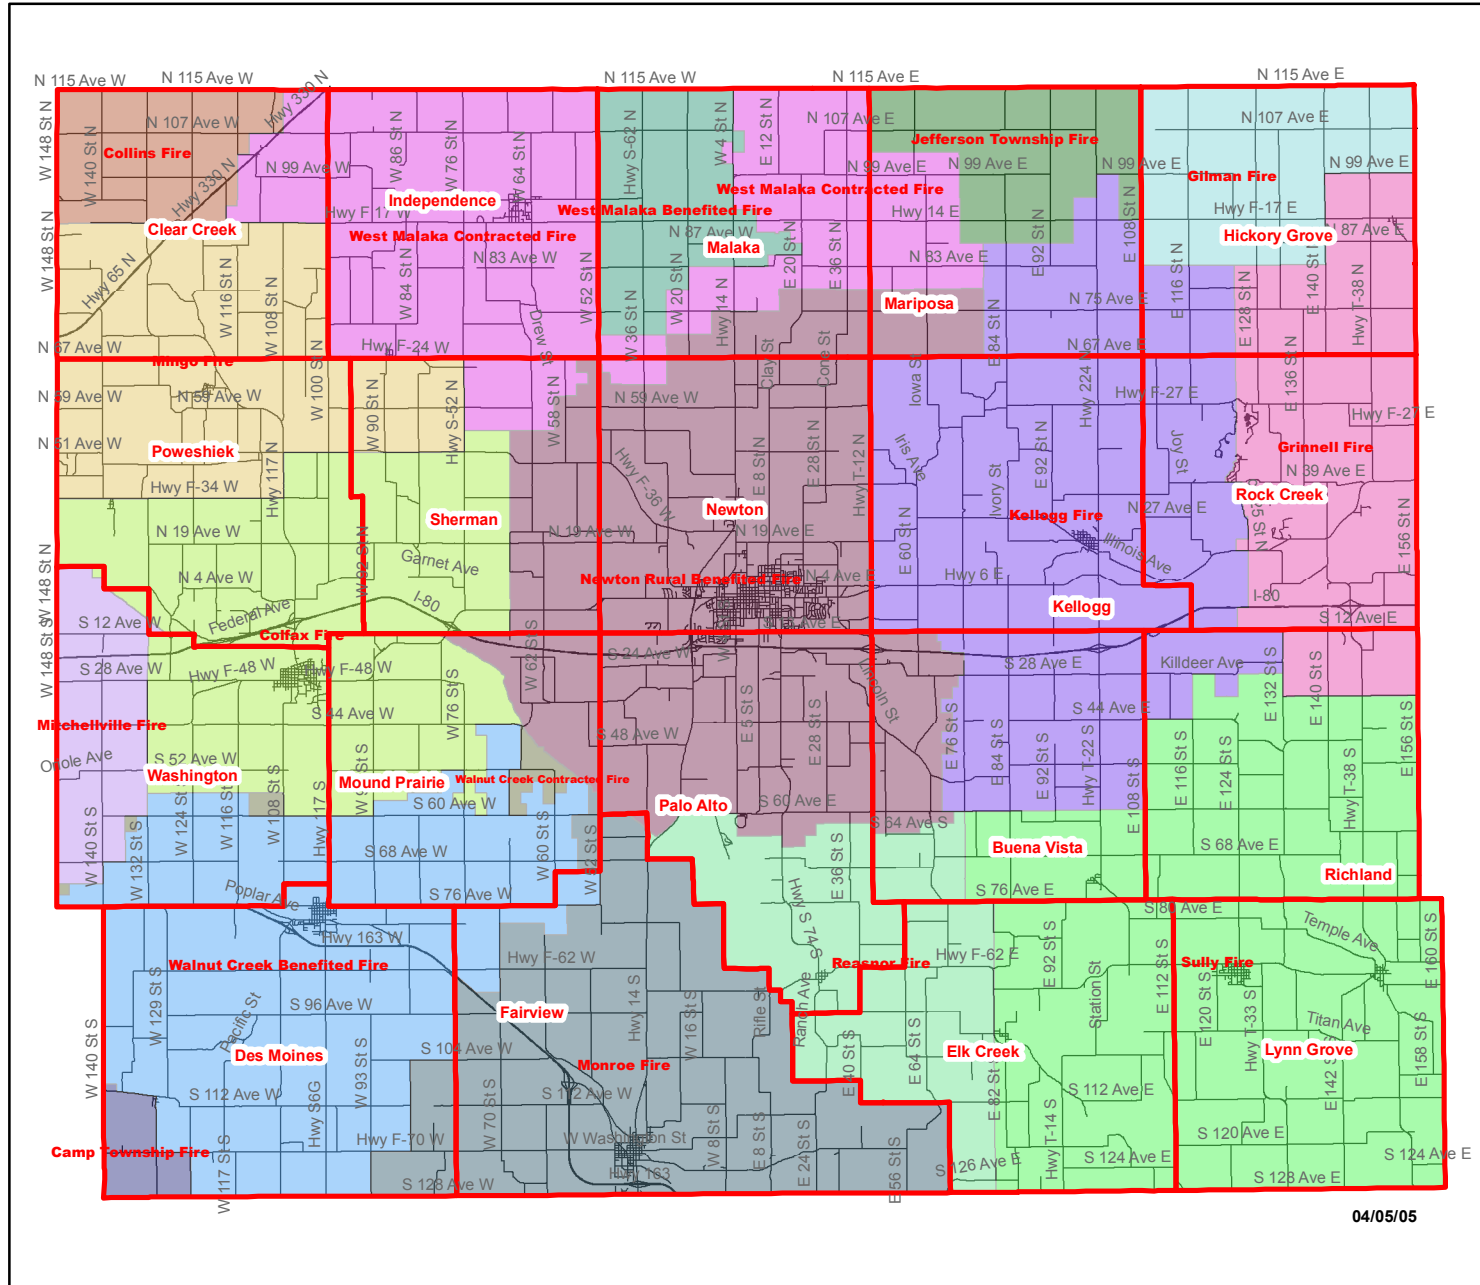 N 115 Ave W
N 115 Ave W
N 115 Ave W
N 115 Ave E
N 115 Ave E
W 148 St N
W 140 St N
N 107 Ave W
Hwy 330 N
Collins Fire
N 99 Ave W
W 86 St N
W 76 St N
W 64 St N
Hwy S-62 N
W 4 St N
E 12 St N
N 107 Ave E
Jefferson Township Fire
N 99 Ave E
N 99 Ave E
N 99 Ave E
N 107 Ave E
N 99 Ave E
Gilman Fire
Hwy 330 N
Independence
Hwy F-17 W
West Malaka Contracted Fire
West Malaka Benefited Fire
West Malaka Contracted Fire
Hwy 14 E
Hwy F-17 E
Clear Creek
W 148 St N
N 87 Ave W
Malaka
N 83 Ave W
N 83 Ave E
E 92 St N
E 108 St N
Hickory Grove
N 87 Ave E
Hwy 65 N
W 116 St N
W 108 St N
W 84 St N
W 52 St N
W 36 St N
W 20 St N
Hwy 14 N
E 20 St N
E 36 St N
Mariposa
E 84 St N
N 75 Ave E
E 116 St N
E 128 St N
E 140 St N
Hwy T-38 N
N 67 Ave W
Mingo Fire
Hwy F-24 W
Drew St
Clay St
Cone St
N 67 Ave E
N 59 Ave W
N 59 Ave W
W 100 St N
W 90 St N
Hwy S-52 N
W 58 St N
N 59 Ave W
Iowa St
Hwy 224 N
Hwy F-27 E
E 136 St N
Hwy F-27 E
N 51 Ave W
Poweshiek
Hwy F-34 W
Hwy 117 N
Hwy F-36 W
E 8 St N
E 28 St N
Hwy T-12 N
Iris Ave
Ivory St
E 92 St N
Joy St
Grinnell Fire
N 39 Ave E
Rock Creek
Sherman
Newton
Kellogg Fire
N 27 Ave E
N 19 Ave W
N 19 Ave W
N 19 Ave E
E 60 St N
Illinois Ave
E 156 St N
W 148 St N
N 4 Ave W
Garnet Ave
Newton Rural Benefited Fire
N 4 Ave E
Hwy 6 E
Kellogg
I-80
S 12 Ave E
Federal Ave
I-80
S 12 Ave W
Colfax Fire
W 148 St S
S 28 Ave W
Hwy F-48 W
W 62 St S
S 24 Ave W
Lincoln St
S 28 Ave E
Killdeer Ave
E 132 St S
E 140 St S
Mitchellville Fire
S 44 Ave W
W 76 St S
S 48 Ave W
E 5 St S
E 28 St S
E 76 St S
S 44 Ave E
E 156 St S
Oriole Ave
S 52 Ave W
Washington
Mound Prairie
Walnut Creek Contracted Fire
E 84 St S
E 92 St S
Hwy T-22 S
E 108 St S
E 116 St S
E 124 St S
Hwy T-38 S
W 124 St S
W 116 St S
W 108 St S
Hwy 117 S
S 60 Ave W
Palo Alto
S 60 Ave E
S 64 Ave S
W 140 St S
W 132 St S
S 68 Ave W
W 60 St S
W 52 St S
E 36 St S
Buena Vista
S 68 Ave E
Richland
Poplar Ave
S 76 Ave W
S 76 Ave E
S 80 Ave E
Temple Ave
E 160 St S
Hwy 163 W
Hwy F-62 W
Hwy S 74 S
Hwy F-62 E
Walnut Creek Benefited Fire
Reasnor Fire
E 92 St S
Sully Fire
W 129 St S
Pacific St
S 96 Ave W
Fairview
Hwy 14 S
W 16 St S
Rifle St
Ranch Ave
Station St
E 112 St S
E 120 St S
Hwy T-33 S
Titan Ave
W 140 St S
Des Moines
S 104 Ave W
Monroe Fire
E 40 St S
E 64 St S
Elk Creek
Lynn Grove
W 93 St S
S 112 Ave W
S 112 Ave W
E 82 St S
S 112 Ave E
E 142 St S
E 158 St S
Hwy S6G
Hwy F-70 W
W 70 St S
W Washington St
W 8 St S
E 8 St S
E 24 St S
Hwy T-14 S
S 120 Ave E
Camp Township Fire
W 117 St S
S 128 Ave W
Hwy 163
E 56 St S
S 126 Ave E
S 124 Ave E
S 128 Ave E
S 124 Ave E
04/05/05